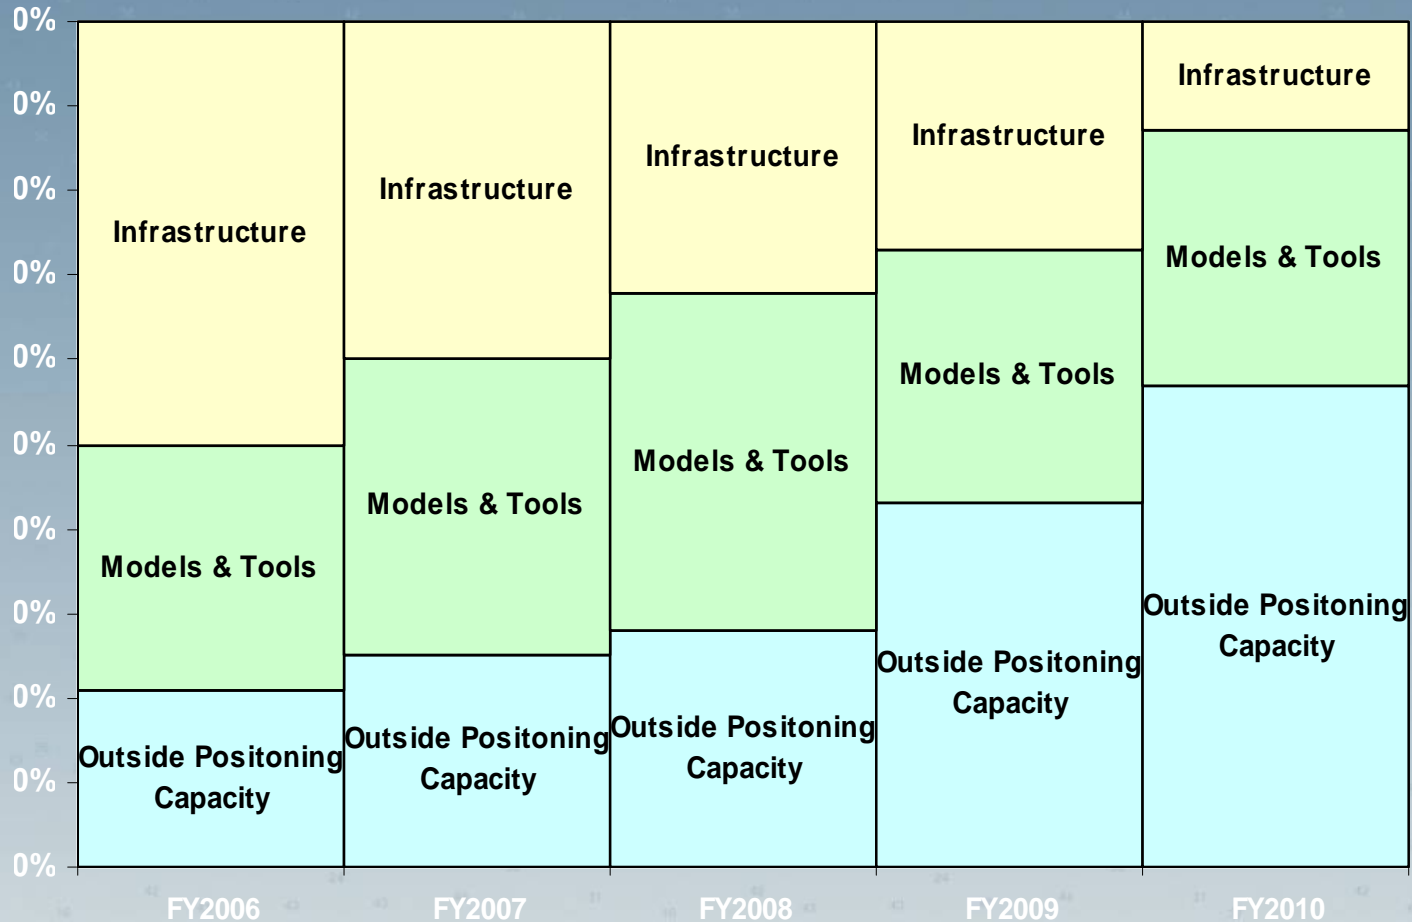 0%
0%
0%
0%
0%
0%
0%
0%
0%
0%
0%
Infrastructure
Models & Tools
Outside Positoning
Capacity
Infrastructure
Models & Tools
Outside Positoning
Capacity
Infrastructure
Models & Tools
Outside Positoning
Capacity
Infrastructure
Models & Tools
Outside Positoning
Capacity
Infrastructure
Models & Tools
Outside Positoning
Capacity
FY2006
FY2007
FY2008
FY2009
FY2010